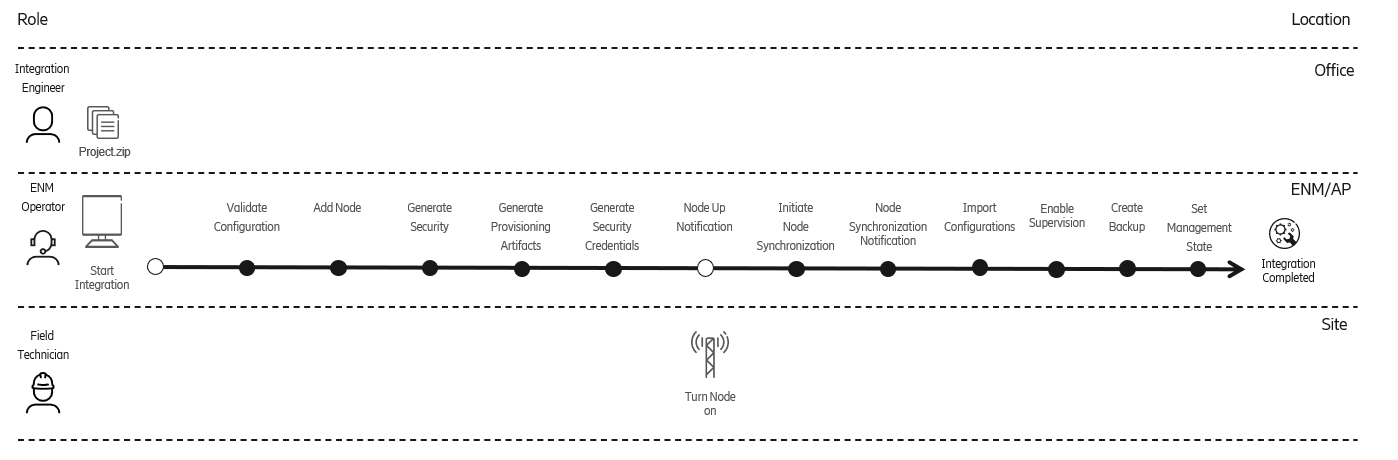 Role
Location
Integration
Engineer
Office
Project.zip
ENM
Operator
ENM/AP
Start
Integration
Validate
Configuration
Add Node
Generate
Security
Generate
Provisioning
Artifacts
Generate
Security
Credentials
Node Up
Notification
Initiate
Node
Synchronization
Node
Synchronization
Notification
Import
Configurations
Enable
Supervision
Create
Backup
Set
Management
State
Integration
Completed
Field
Technician
Site
Turn Node
on